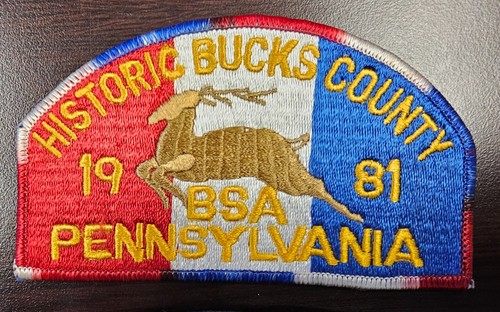 HISTORIC BUCKS COUNTY
19 81
BSA
PENNSYLVANIA